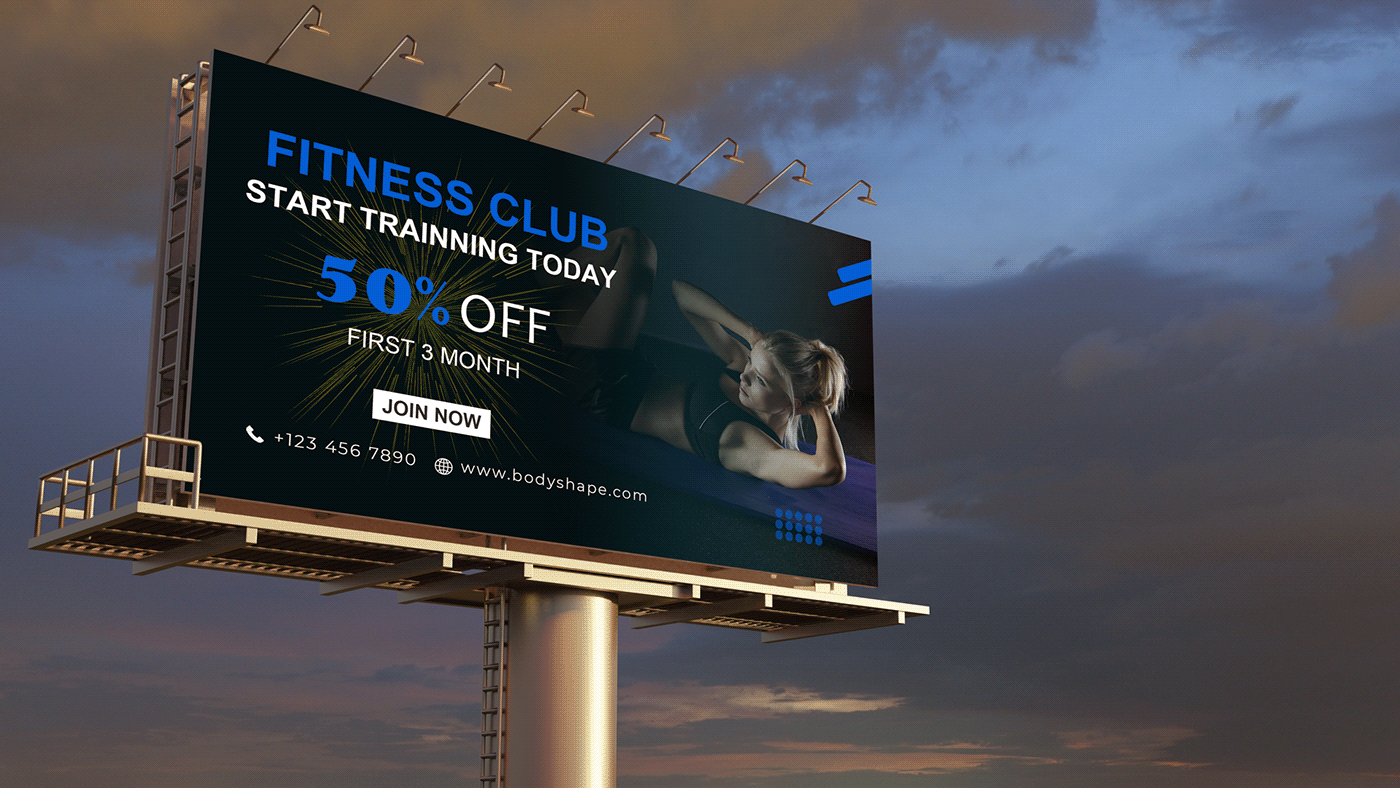 FITNESS CLUB
START TRAINNING TODAY
50% OFF
FIRST 3 MONTH
JOIN NOW
+123 456 7890 www.bodyshape.com